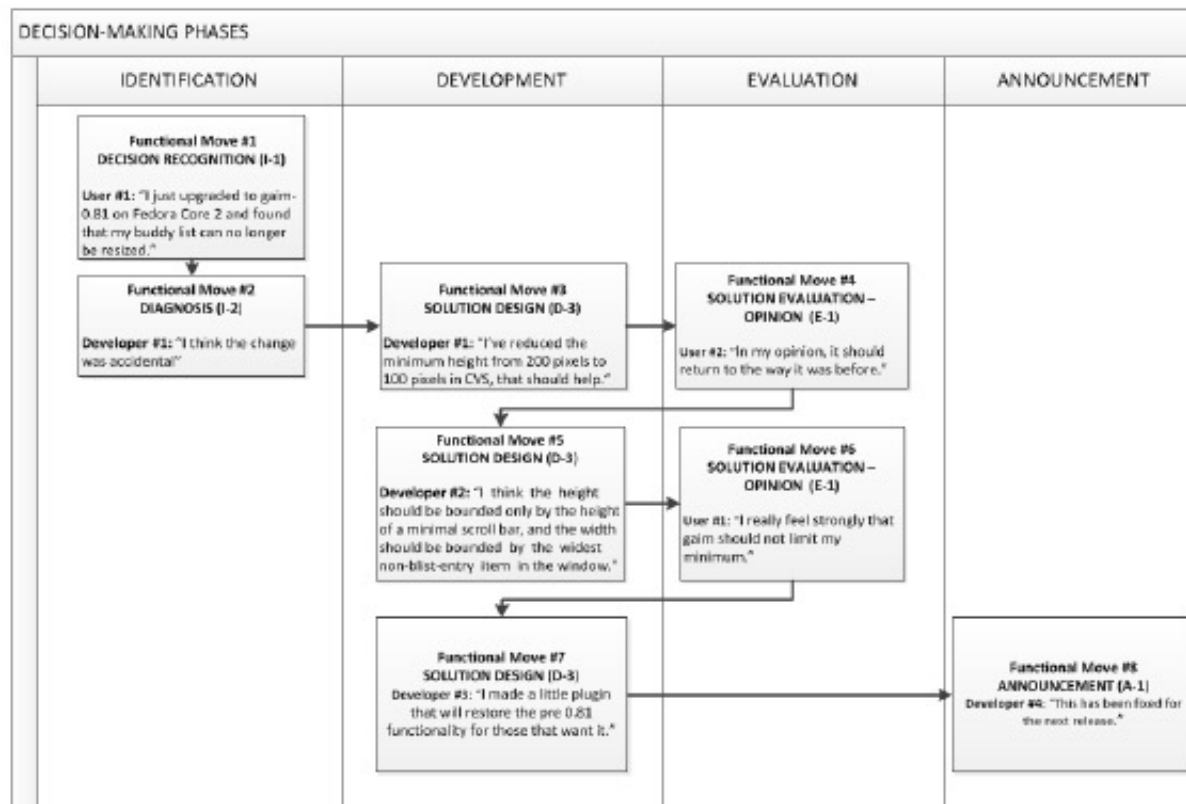 DECISION-MAKING PHASES
IDENTIFICATION
DEVELOPMENT
EVALUATION
ANNOUNCEMENT
Functional Move #1
DECISION RECOGNITION (I-1)
User #1: "I just upgraded to gaim-
0.81 on Fedora Core 2 and found
that my buddy list can no longer
be resized."
Functional Move #2
DIAGNOSIS (I-2)
Developer #1: "I think the change
was accidental"
Functional Move #3
SOLUTION DESIGN (D-3)
Developer #1: "I've reduced the
minimum height from 200 pixels to
100 pixels in CVS, that should help."
Functional Move #4
SOLUTION EVALUATION –
OPINION (E-1)
User #2: "In my opinion, it should
return to the way it was before."
Functional Move #5
SOLUTION DESIGN (D-3)
Developer #2: "I think the height
should be bounded only by the height
of a minimal scroll bar, and the width
should be bounded by the widest
non-blist-entry item in the window."
Functional Move #6
SOLUTION EVALUATION –
OPINION (E-1)
User #1: "I really feel strongly that
gaim should not limit my
minimum."
Functional Move #7
SOLUTION DESIGN (D-3)
Developer #3: "I made a little plugin
that will restore the pre 0.81
functionality for those that want it."
Functional Move #8
ANNOUNCEMENT (A-1)
Developer #4: "This has been fixed for
the next release."